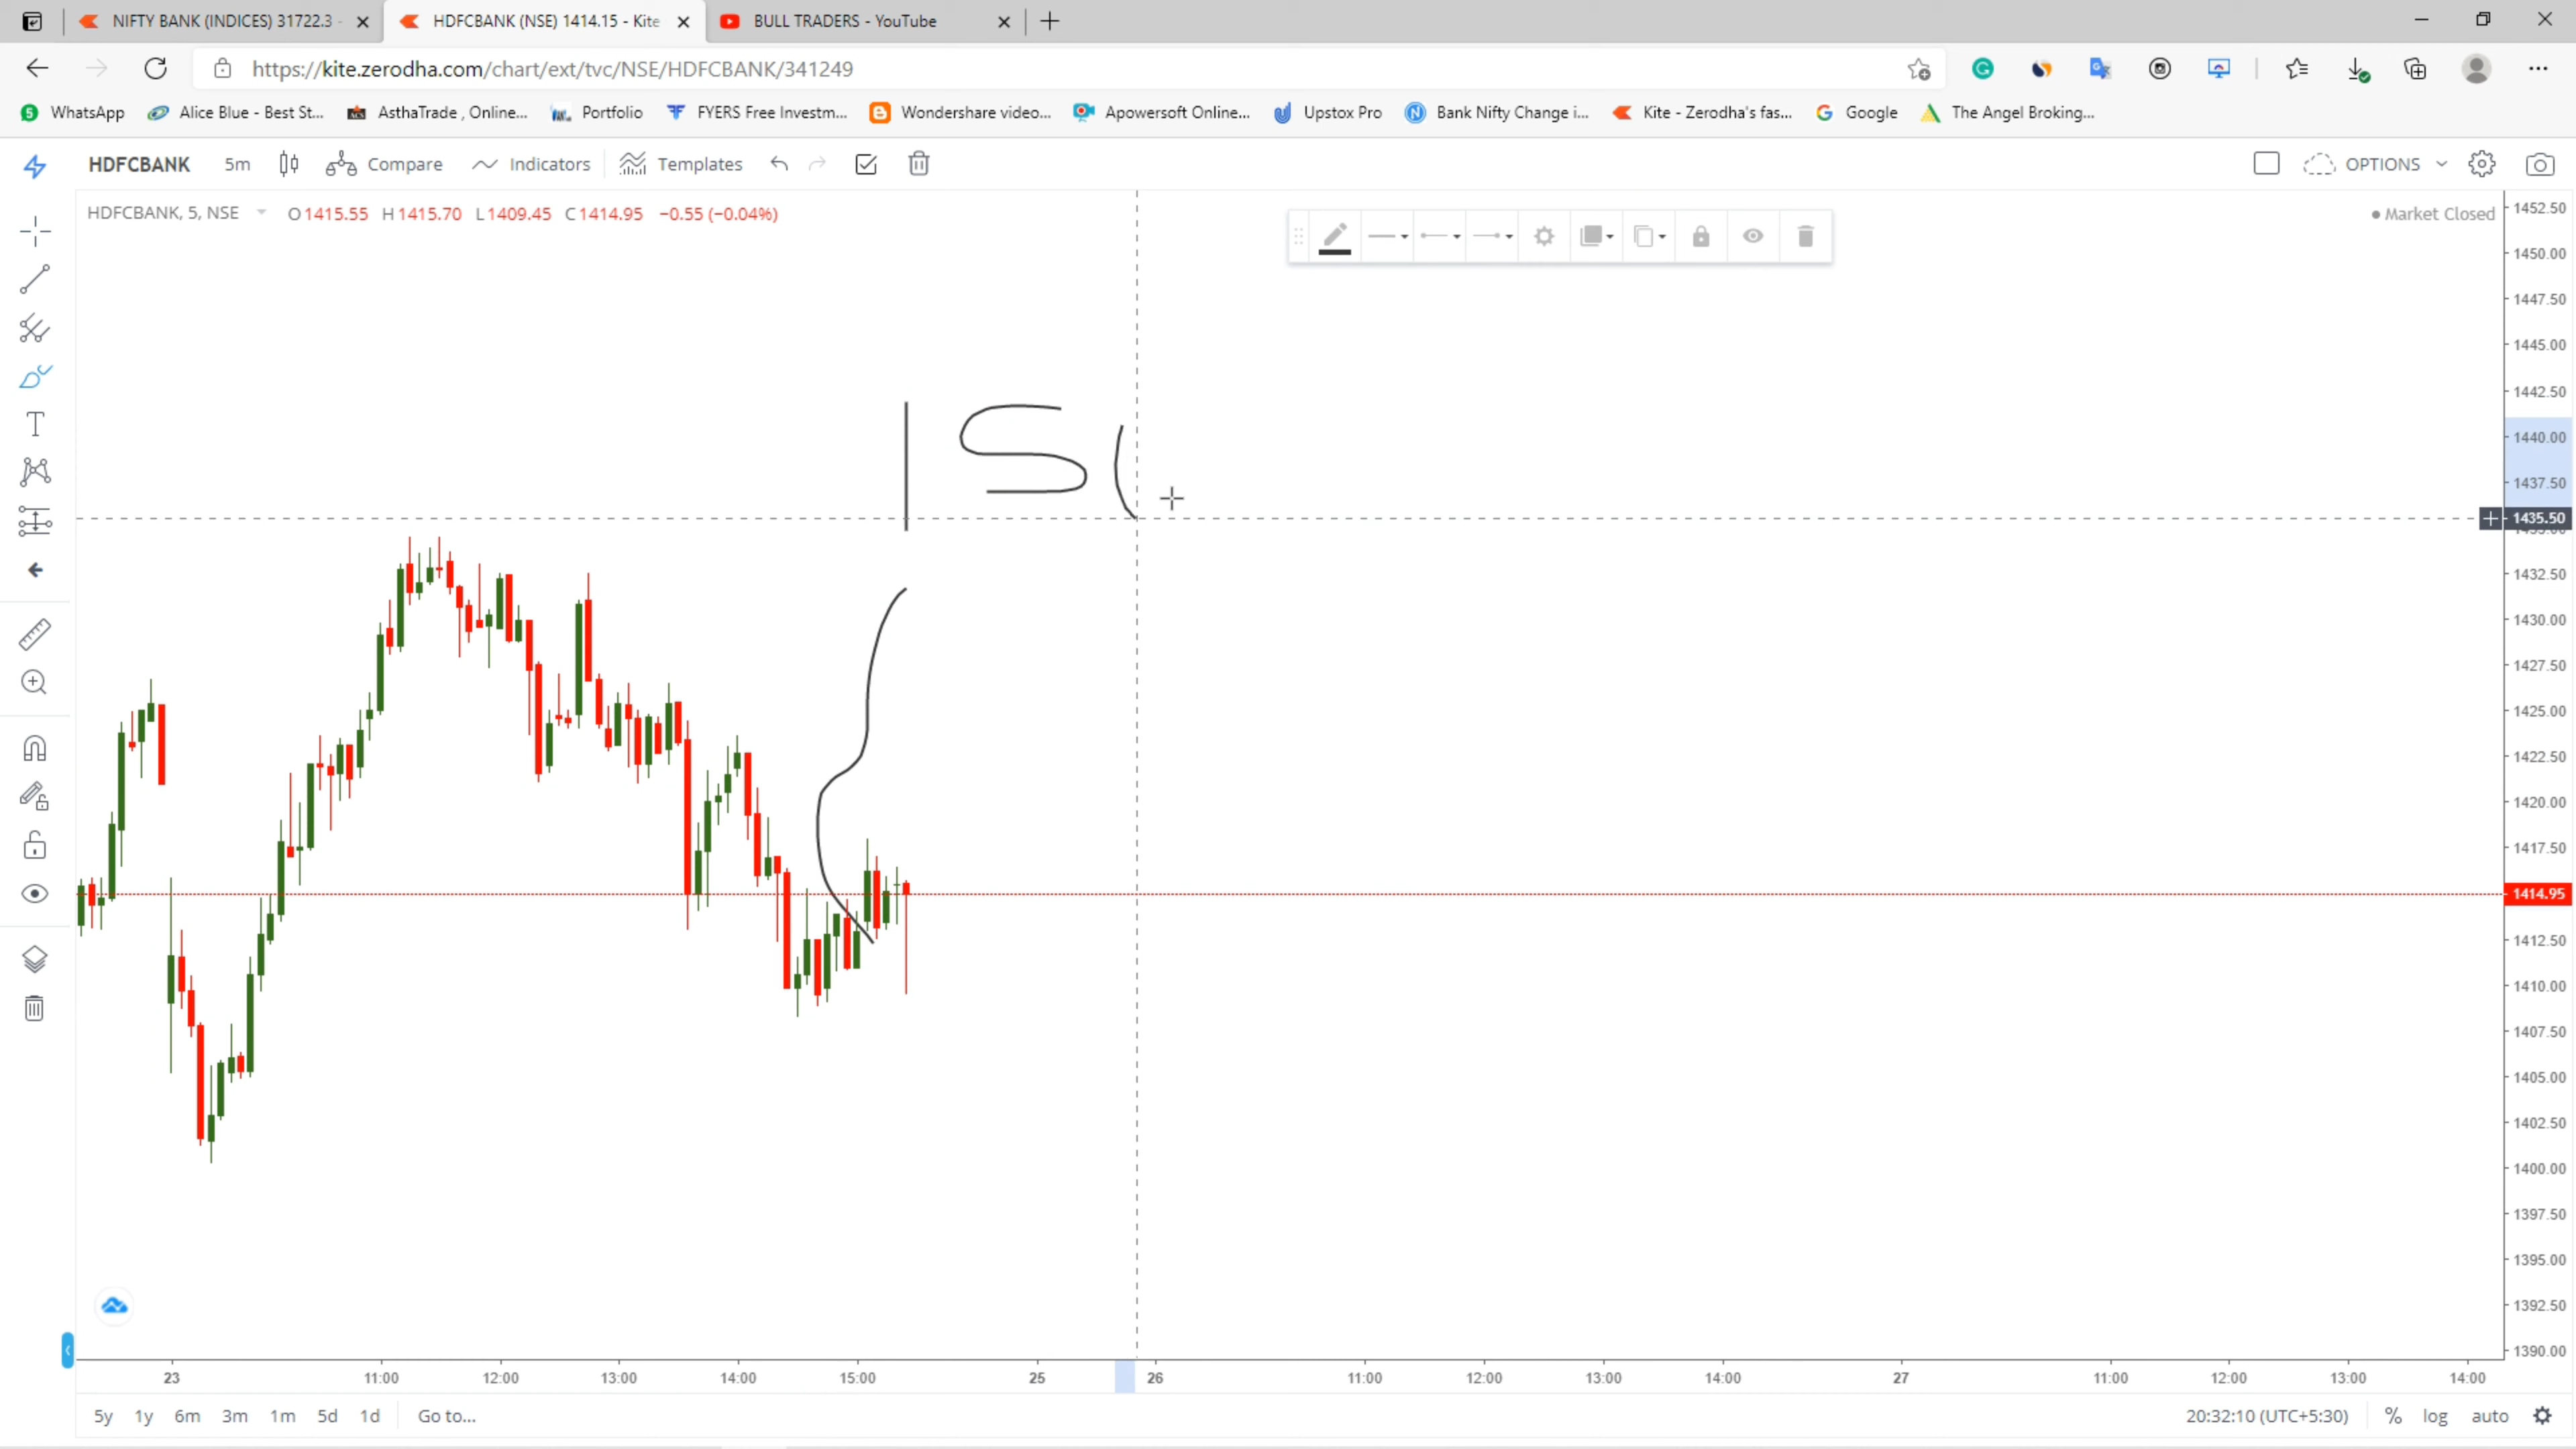 NIFTY BANK (INDICES) 31722.3 -
HDFCBANK (NSE) 1414.15 - Kite
BULL TRADERS - YouTube
https://kite.zerodha.com/chart/ext/tvc/NSE/HDFCBANK/341249
WhatsApp Alice Blue - Best St... AsthaTrade , Online... Portfolio FYERS Free Investm... Wondershare video... Apowersoft Online... Upstox Pro Bank Nifty Change i... Kite - Zerodha's fas... Google The Angel Broking...
HDFCBANK 5m Compare Indicators Templates OPTIONS
HDFCBANK, 5, NSE O1415.55 H1415.70 L1409.45 C1414.95 −0.55 (−0.04%)
Market Closed
1452.50
1450.00
1447.50
1445.00
1442.50
1440.00
1437.50
1435.50
1432.50
1430.00
1427.50
1425.00
1422.50
1420.00
1417.50
1414.95
1412.50
1410.00
1407.50
1405.00
1402.50
1400.00
1397.50
1395.00
1392.50
1390.00
1S
23 11:00 12:00 13:00 14:00 15:00 25 26 11:00 12:00 13:00 14:00 27 11:00 12:00 13:00 14:00
5y 1y 6m 3m 1m 5d 1d Go to... 20:32:10 (UTC+5:30) % log auto